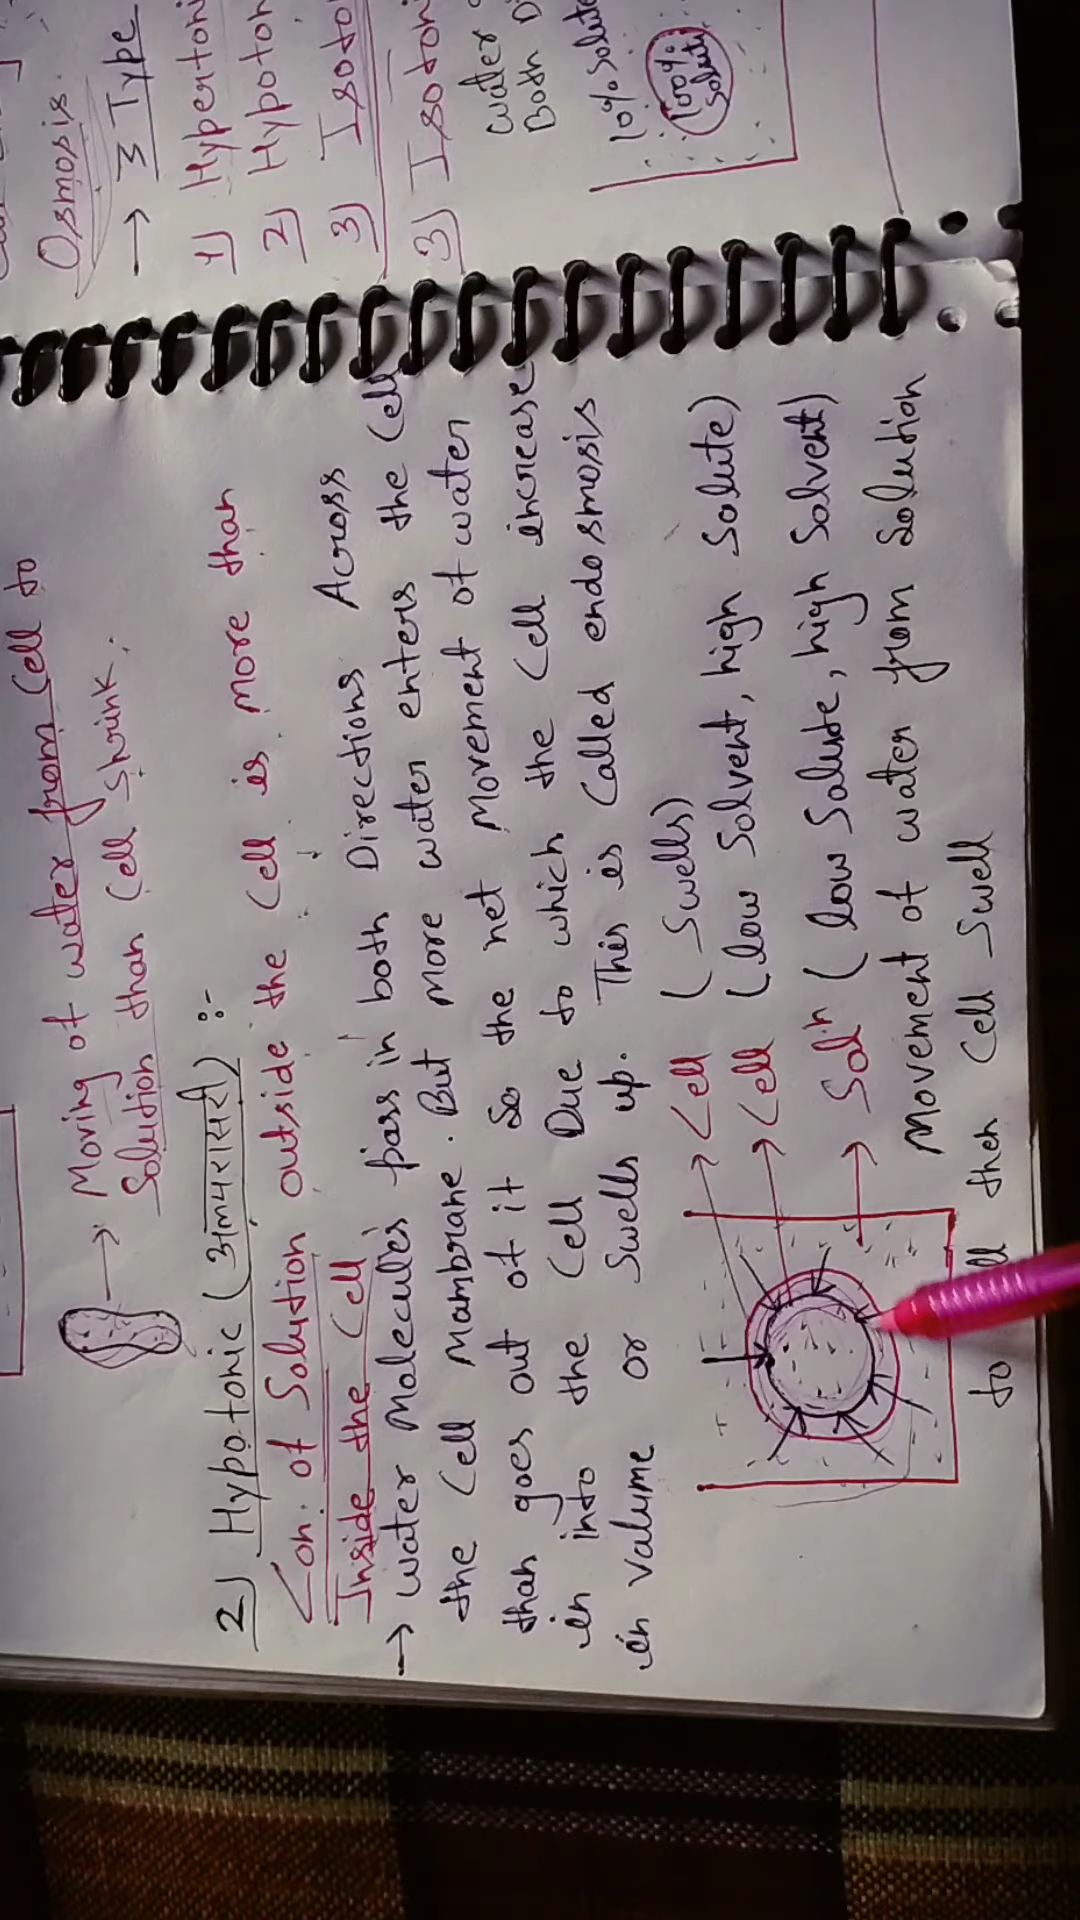 Osmosis.
→ 3 Type
1) Hypertoni
2) Hypoton
3) Isoto
3) Isoton
water
Both D
10% Solute
100%
Solut
→ Moving of water from Cell to
Solution than Cell Shrink.
2) Hypotonic (अल्पपरासरी) :-
Con. of Solution outside the Cell is more than
Inside the Cell
→ water Molecules pass in both Directions Across
the Cell Mambrane. But more water enters the Cell
than goes out of it So the net Movement of water
in into the Cell Due to which the Cell increase
in valume or Swells up. This is Called endosmosis
→ Cell (Swells)
→ Cell (low Solvent, high Solute)
→ Solⁿ (low Salute, high Solvent)
Movement of water from Solution
to then Cell Swell